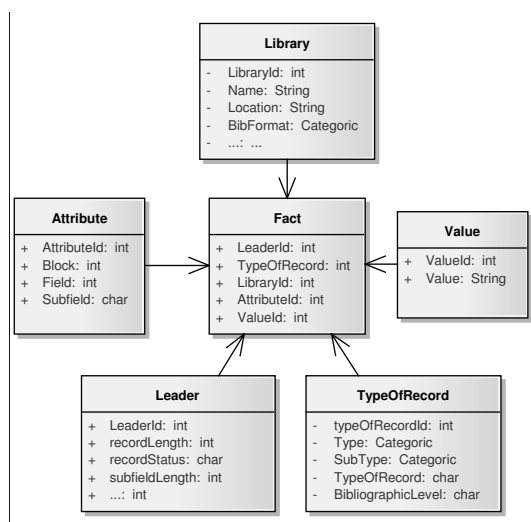 Library
- LibraryId: int
- Name: String
- Location: String
- BibFormat: Categoric
- ...: ...
Attribute
+ AttributeId: int
+ Block: int
+ Field: int
+ Subfield: char
Fact
+ LeaderId: int
+ TypeOfRecord: int
+ LibraryId: int
+ AttributeId: int
+ ValueId: int
Value
+ ValueId: int
+ Value: String
Leader
+ LeaderId: int
+ recordLength: int
+ recordStatus: char
+ subfieldLength: int
+ ...: int
TypeOfRecord
- typeOfRecordId: int
- Type: Categoric
- SubType: Categoric
- TypeOfRecord: char
- BibliographicLevel: char